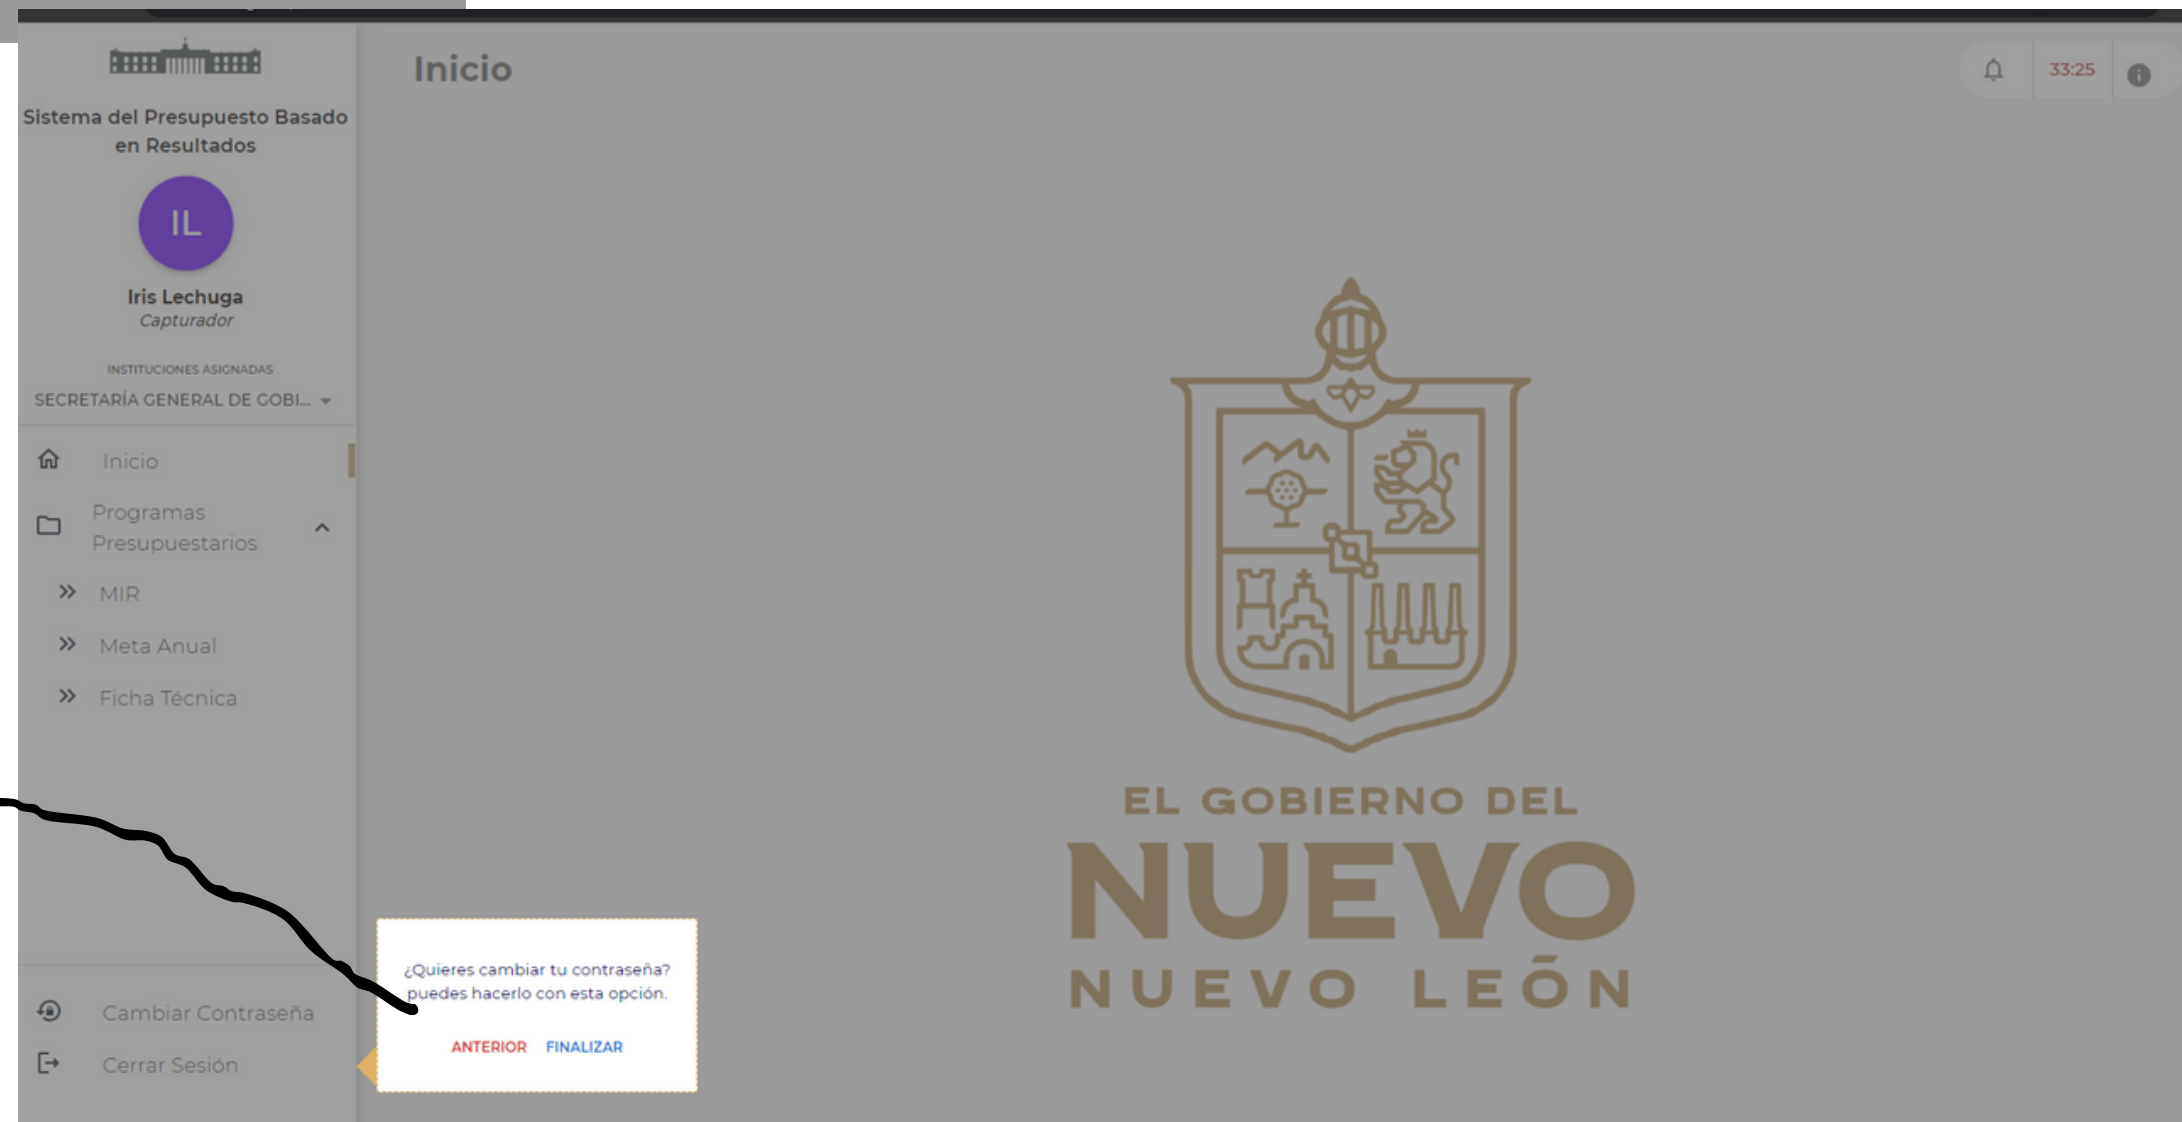 Sistema del Presupuesto Basado
en Resultados
IL
Iris Lechuga
Capturador
INSTITUCIONES ASIGNADAS
SECRETARÍA GENERAL DE GOBI...
Inicio
Programas
Presupuestarios
MIR
Meta Anual
Ficha Técnica
Cambiar Contraseña
Cerrar Sesión
Inicio
33:25
EL GOBIERNO DEL
NUEVO
NUEVO LEÓN
¿Quieres cambiar tu contraseña?
puedes hacerlo con esta opción.
ANTERIOR FINALIZAR